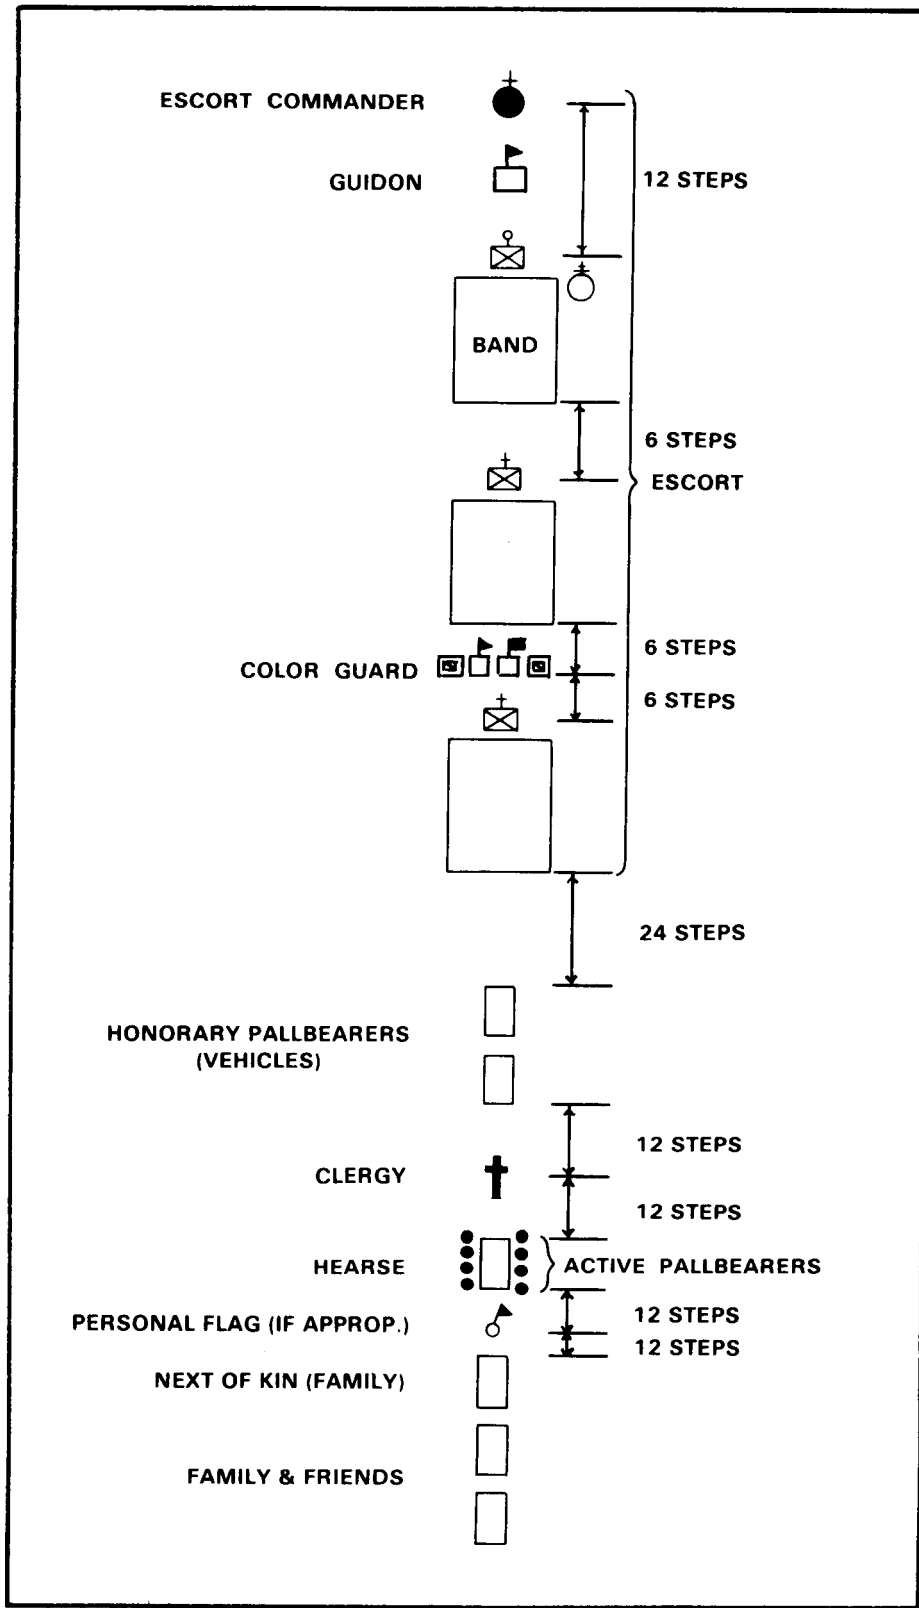 ESCORT COMMANDER
GUIDON
12 STEPS
BAND
6 STEPS
ESCORT
6 STEPS
COLOR GUARD
6 STEPS
24 STEPS
HONORARY PALLBEARERS
(VEHICLES)
12 STEPS
CLERGY
12 STEPS
HEARSE
ACTIVE PALLBEARERS
12 STEPS
PERSONAL FLAG (IF APPROP.)
12 STEPS
NEXT OF KIN (FAMILY)
FAMILY & FRIENDS